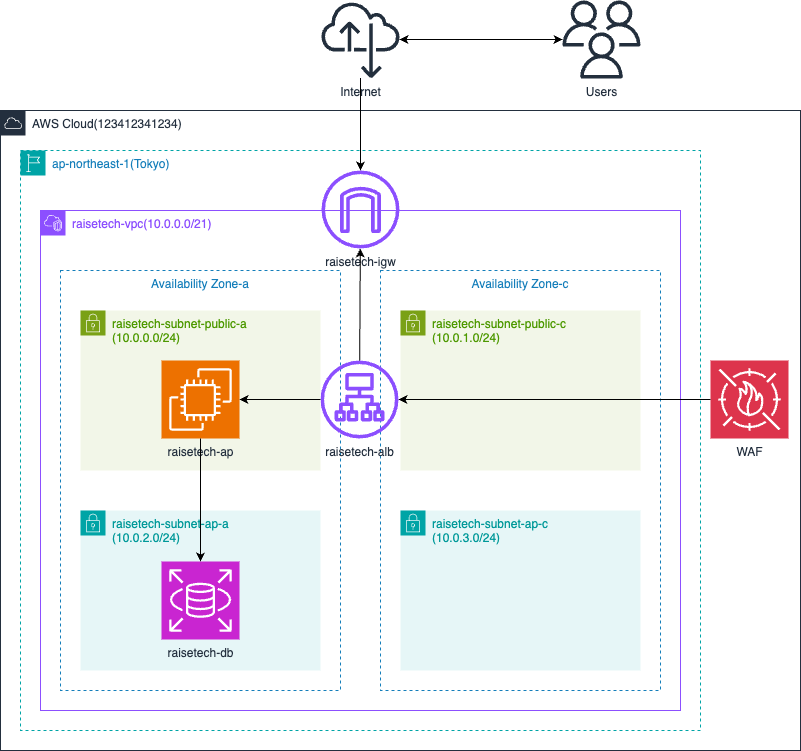 Internet
Users
AWS Cloud(123412341234)
ap-northeast-1(Tokyo)
raisetech-vpc(10.0.0.0/21)
raisetech-igw
Availability Zone-a
Availability Zone-c
raisetech-subnet-public-a
(10.0.0.0/24)
raisetech-subnet-public-c
(10.0.1.0/24)
raisetech-ap
raisetech-alb
WAF
raisetech-subnet-ap-a
(10.0.2.0/24)
raisetech-subnet-ap-c
(10.0.3.0/24)
raisetech-db